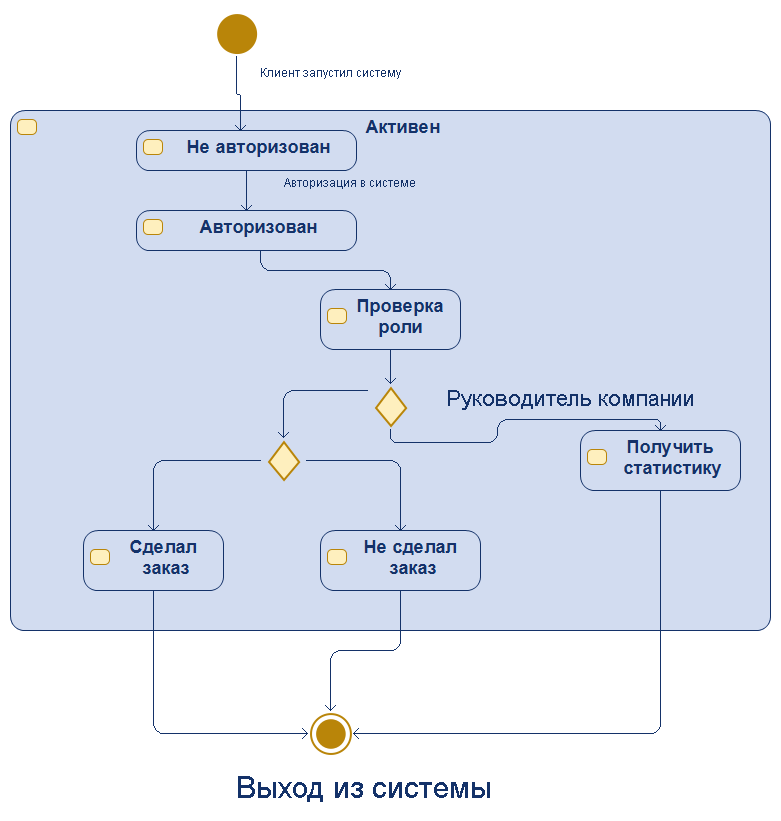 Клиент запустил систему
Активен
Не авторизован
Авторизация в системе
Авторизован
Проверка
роли
Руководитель компании
Получить
статистику
Сделал
заказ
Не сделал
заказ
Выход из системы